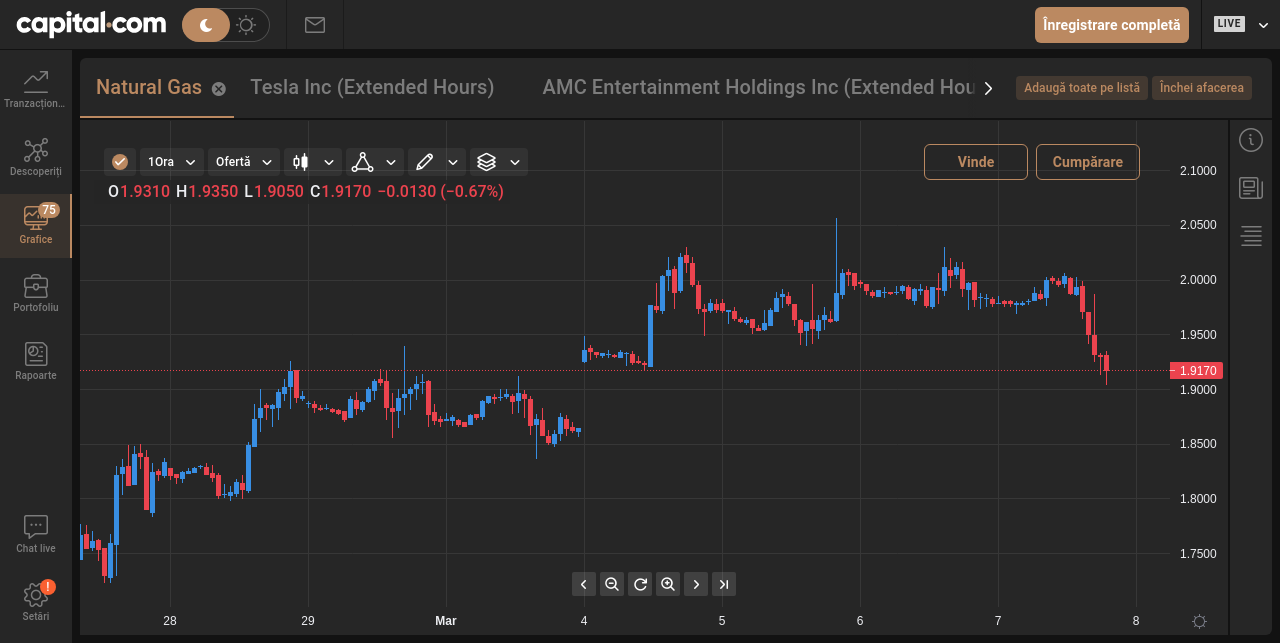 capital.com
Înregistrare completă
LIVE
Natural Gas
Tesla Inc (Extended Hours)
AMC Entertainment Holdings Inc (Extended Hou
Adaugă toate pe listă
Închei afacerea
Tranzacțion...
Descoperiți
75
Grafice
Portofoliu
Rapoarte
Chat live
!
Setări
1Ora
Ofertă
Vinde
Cumpărare
O1.9310 H1.9350 L1.9050 C1.9170 −0.0130 (−0.67%)
2.1000
2.0500
2.0000
1.9500
1.9170
1.9000
1.8500
1.8000
1.7500
28 29 Mar 4 5 6 7 8